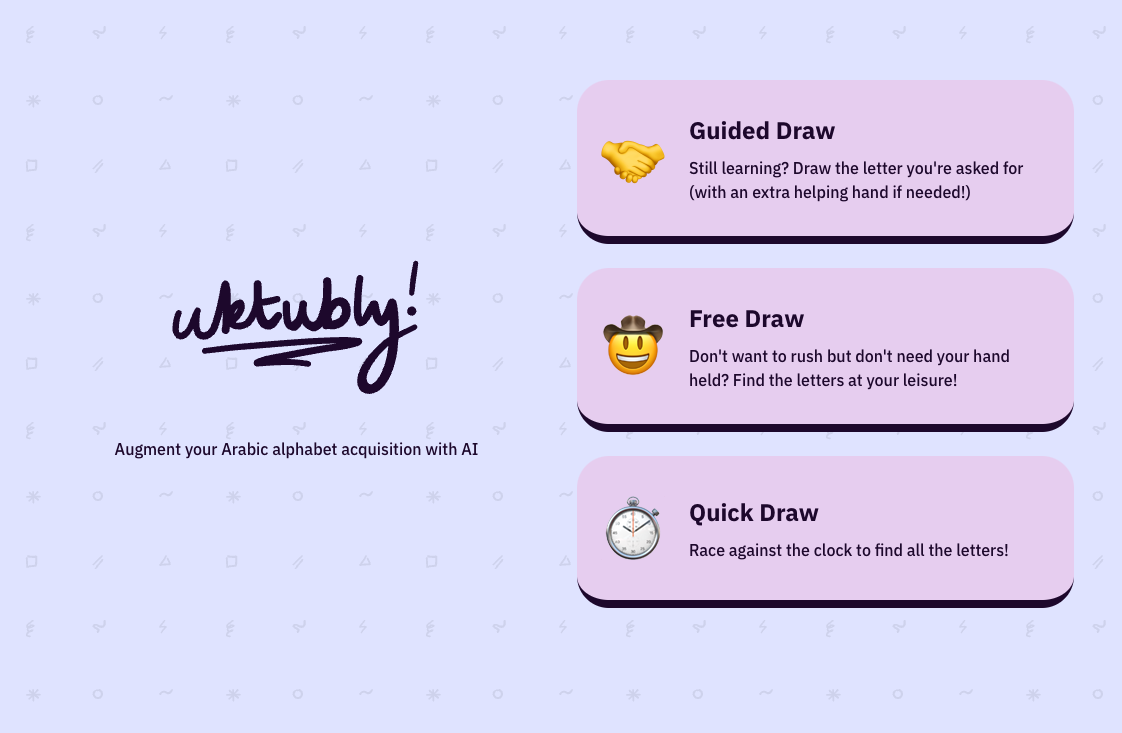 uktubly!
Augment your Arabic alphabet acquisition with AI
Guided Draw
Still learning? Draw the letter you're asked for
(with an extra helping hand if needed!)
Free Draw
Don't want to rush but don't need your hand
held? Find the letters at your leisure!
Quick Draw
Race against the clock to find all the letters!